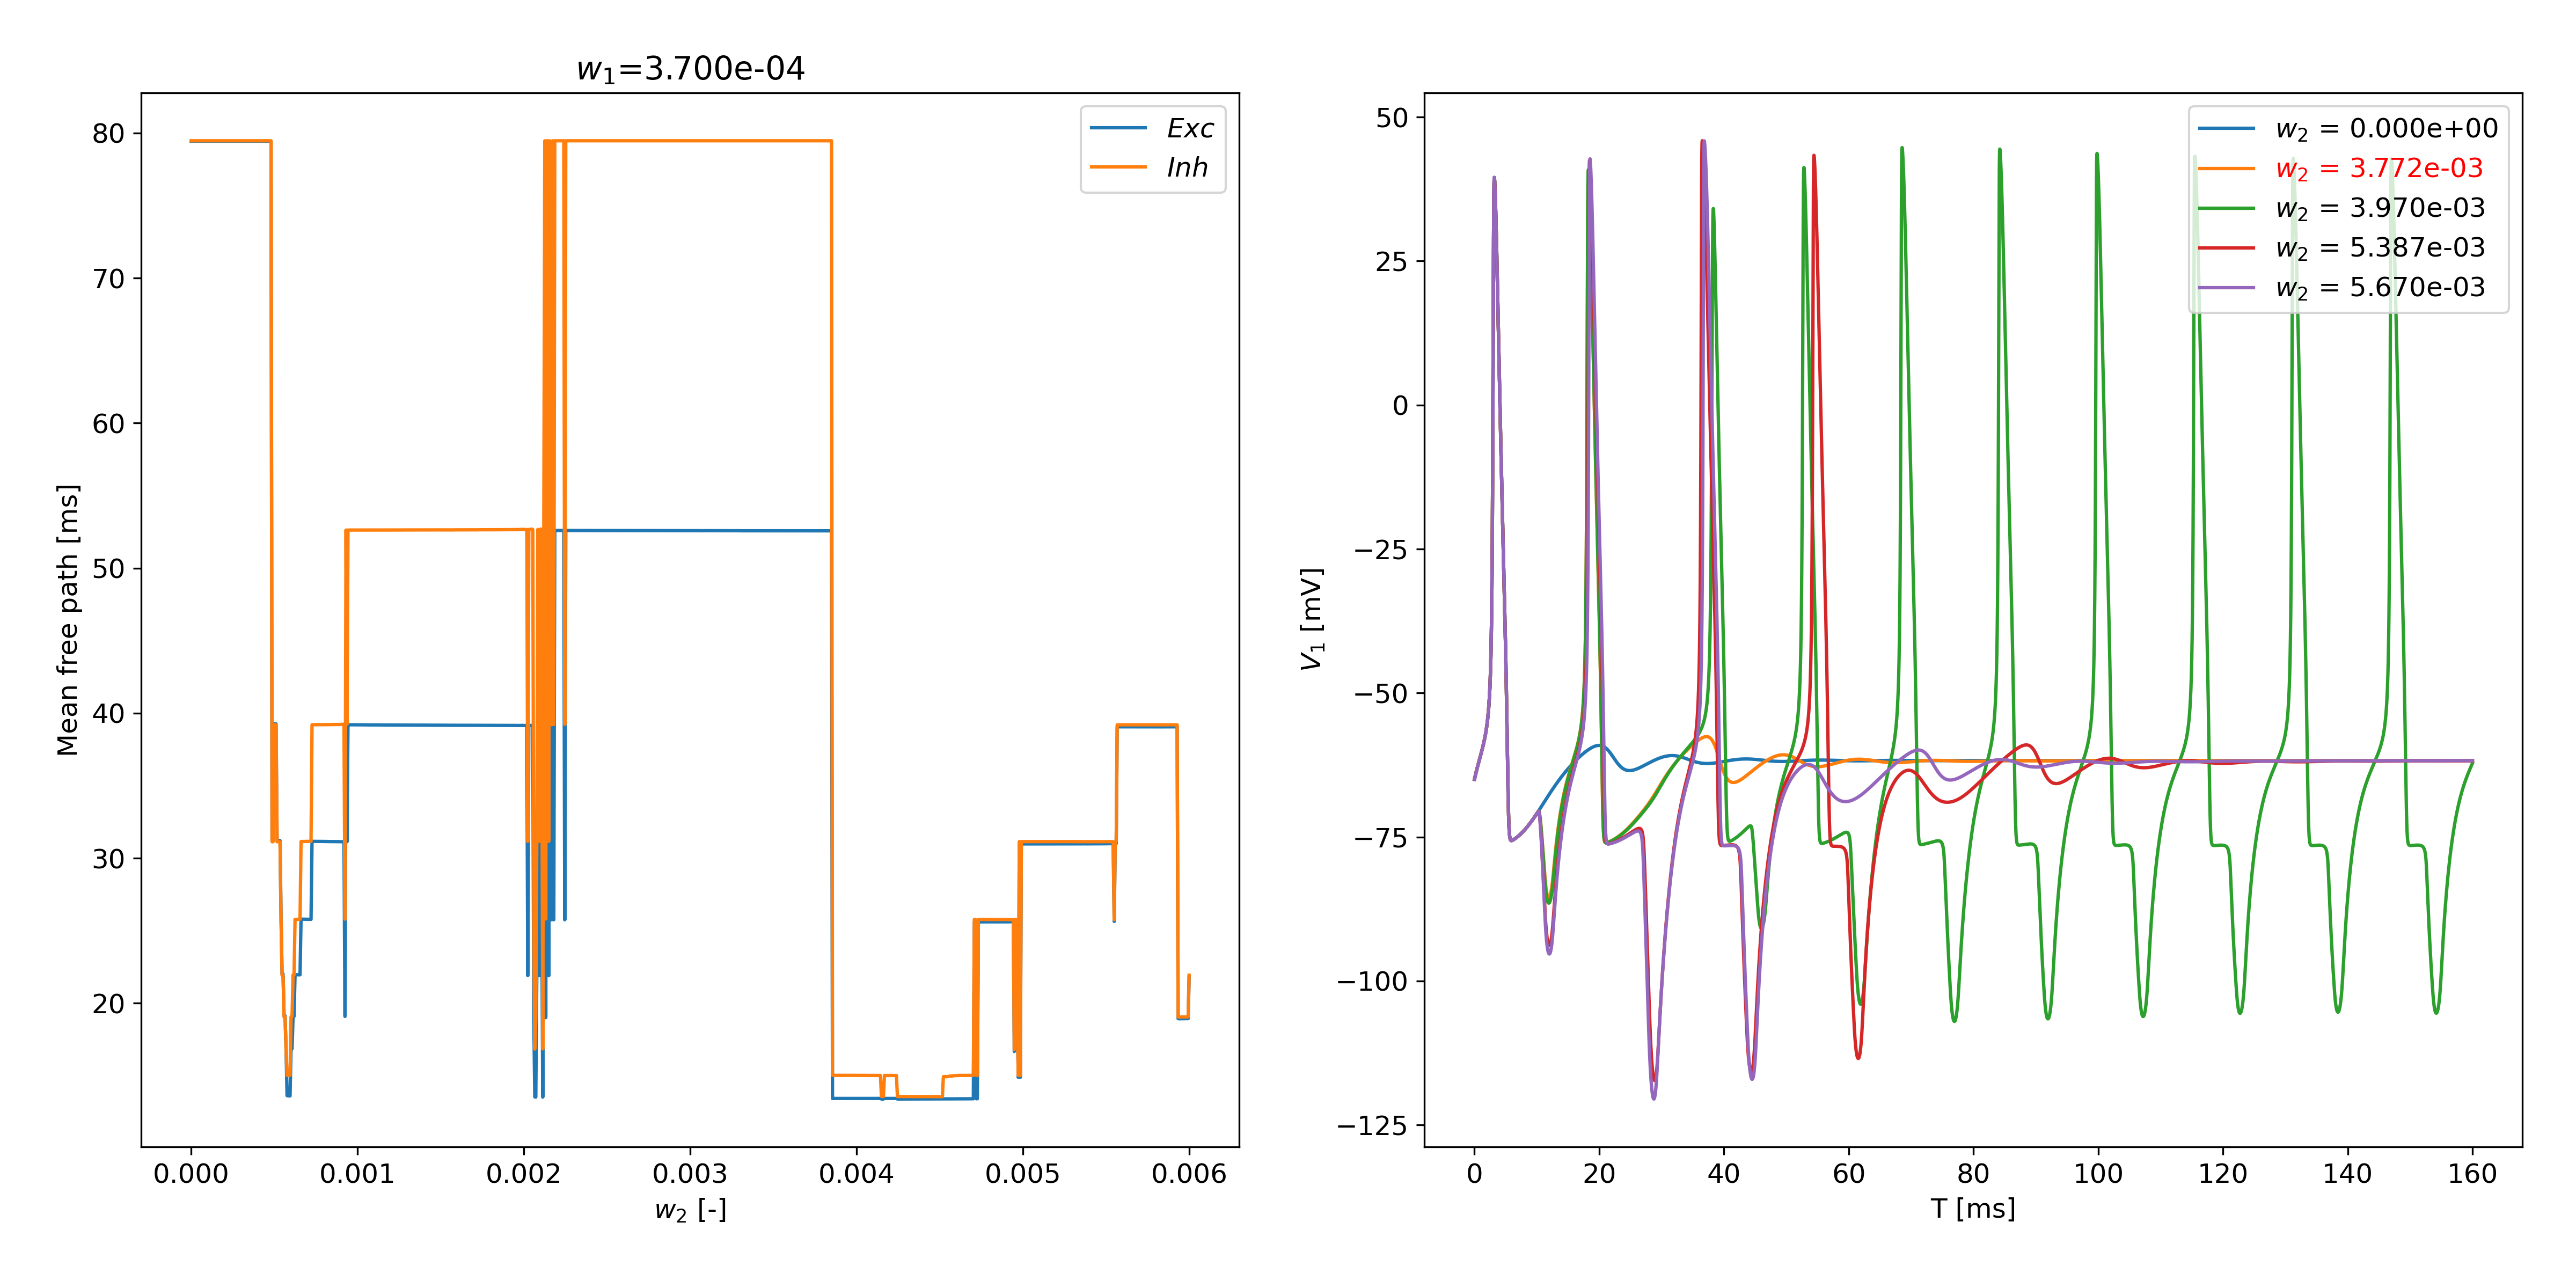 w₁=3.700e-04
Exc
Inh
80
70
60
50
40
30
20
Mean free path [ms]
0.000 0.001 0.002 0.003 0.004 0.005 0.006
w₂ [-]
w₂ = 0.000e+00
w₂ = 3.772e-03
w₂ = 3.970e-03
w₂ = 5.387e-03
w₂ = 5.670e-03
50
25
0
−25
−50
−75
−100
−125
V₁ [mV]
0 20 40 60 80 100 120 140 160
T [ms]